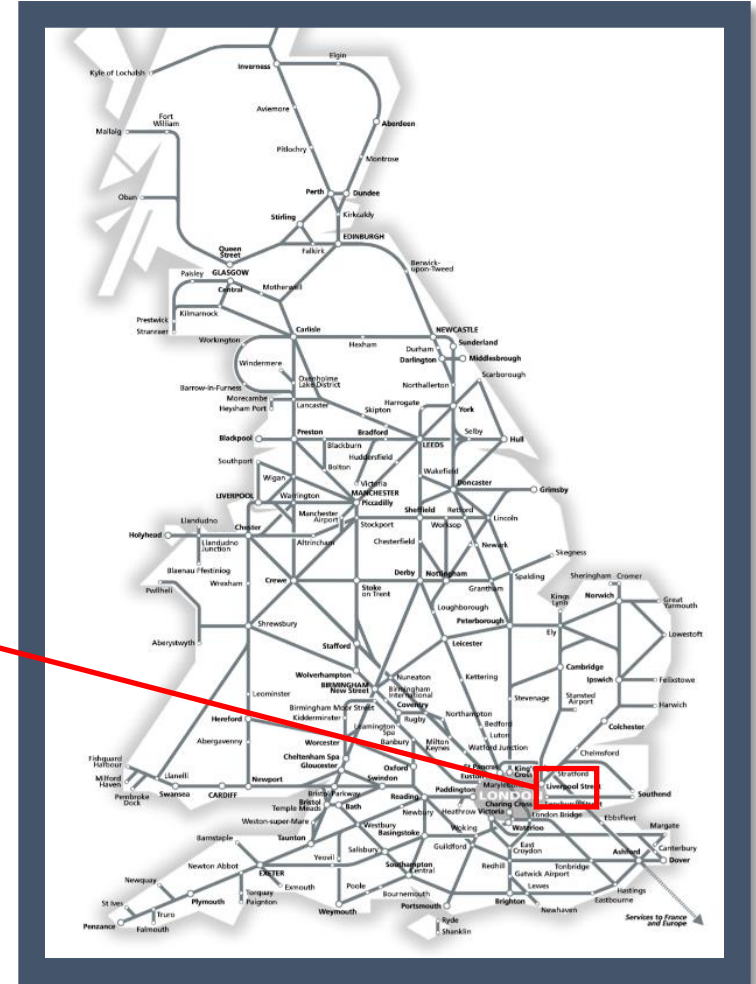 Elgin
Inverness
Kyle of Lochalsh
Aviemore
Fort
William
Aberdeen
Mallaig
Pitlochry
Montrose
Perth
Dundee
Oban
Stirling
Kirkcaldy
EDINBURGH
Queen
Street
Falkirk
Berwick-
upon-Tweed
Paisley
GLASGOW
Central
Motherwell
Prestwick
Kilmarnock
Stranraer
Carlisle
NEWCASTLE
Workington
Hexham
Sunderland
Durham
Darlington
Middlesbrough
Windermere
Scarborough
Oxenholme
Lake District
Barrow-in-Furness
Northallerton
Morecambe
Heysham Port
Lancaster
Harrogate
Skipton
York
Blackpool
Preston
Bradford
Selby
Blackburn
LEEDS
Hull
Huddersfield
Southport
Bolton
Wakefield
Wigan
Victoria
Doncaster
LIVERPOOL
Warrington
MANCHESTER
Piccadilly
Grimsby
Manchester
Airport
Sheffield
Retford
Llandudno
Chester
Stockport
Worksop
Lincoln
Holyhead
Llandudno
Junction
Altrincham
Chesterfield
Newark
Skegness
Blaenau Ffestiniog
Derby
Nottingham
Sheringham
Cromer
Pwllheli
Wrexham
Crewe
Stoke
on Trent
Grantham
Spalding
Kings
Lynn
Norwich
Great
Yarmouth
Loughborough
Peterborough
Shrewsbury
Ely
Lowestoft
Aberystwyth
Stafford
Leicester
Cambridge
Wolverhampton
Nuneaton
Kettering
Ipswich
Felixstowe
BIRMINGHAM
New Street
Birmingham
International
Leominster
Stevenage
Stansted
Airport
Coventry
Harwich
Birmingham Moor Street
Rugby
Northampton
Hereford
Kidderminster
Leamington
Spa
Bedford
Colchester
Abergavenny
Worcester
Banbury
Milton
Keynes
Luton
Watford Junction
Chelmsford
Fishguard
Harbour
Cheltenham Spa
Gloucester
Oxford
St Pancras
King's
Cross
Stratford
Milford
Haven
Llanelli
Newport
Swindon
Euston
Marylebone
Liverpool Street
Pembroke
Dock
Swansea
CARDIFF
Bristol Parkway
Reading
Paddington
LONDON
Southend
Bristol
Temple Meads
Bath
Newbury
Heathrow
Victoria
Charing Cross
Fenchurch Street
London Bridge
Ebbsfleet
Weston-super-Mare
Westbury
Waterloo
Margate
Barnstaple
Taunton
Basingstoke
Woking
East
Croydon
Canterbury
Yeovil
Salisbury
Guildford
Ashford
Dover
Newton Abbot
Southampton
Central
Redhill
Tonbridge
Gatwick Airport
Newquay
EXETER
Exmouth
Poole
Lewes
Hastings
St Ives
Plymouth
Torquay
Paignton
Bournemouth
Eastbourne
Truro
Weymouth
Portsmouth
Brighton
Newhaven
Penzance
Falmouth
Ryde
Shanklin
Services to France
and Europe